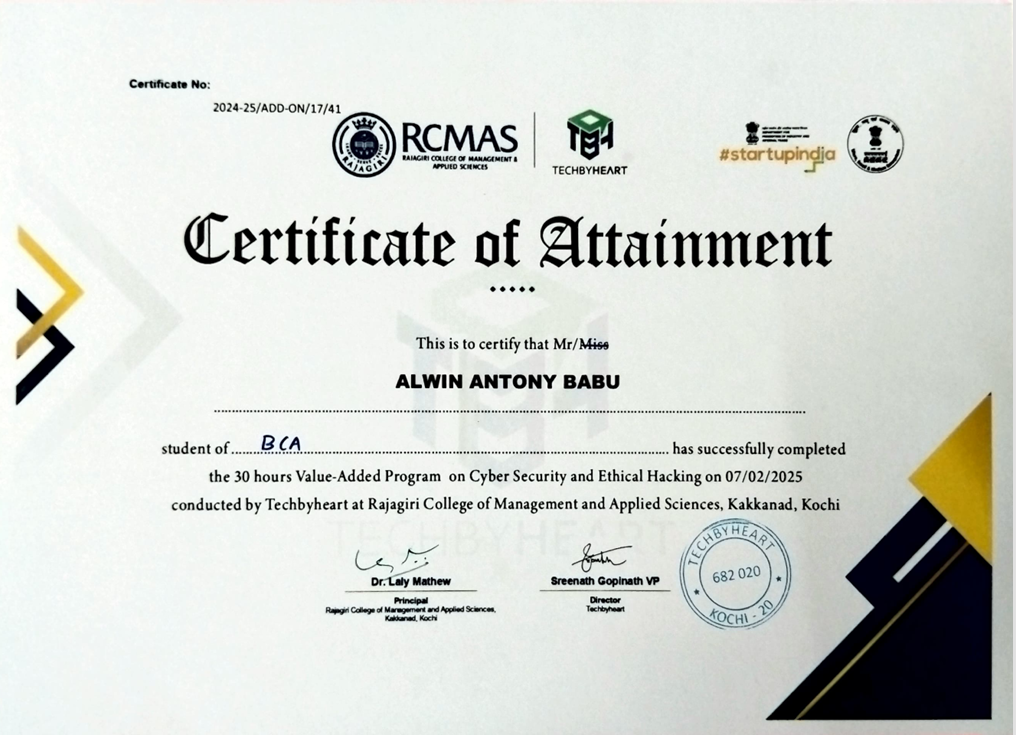 Certificate No:
2024-25/ADD-ON/17/41
RAJAGIRI
RCMAS
RAJAGIRI COLLEGE OF MANAGEMENT &
APPLIED SCIENCES
TECHBYHEART
#startupindia
Certificate of Attainment
This is to certify that Mr/Miss
ALWIN ANTONY BABU
student of BCA has successfully completed
the 30 hours Value-Added Program on Cyber Security and Ethical Hacking on 07/02/2025
conducted by Techbyheart at Rajagiri College of Management and Applied Sciences, Kakkanad, Kochi
TECHBYHEART
Dr. Laly Mathew
Principal
Rajagiri College of Management and Applied Sciences,
Kakkanad, Kochi
Sreenath Gopinath VP
Director
Techbyheart
TECHBYHEART
682 020
KOCHI - 20